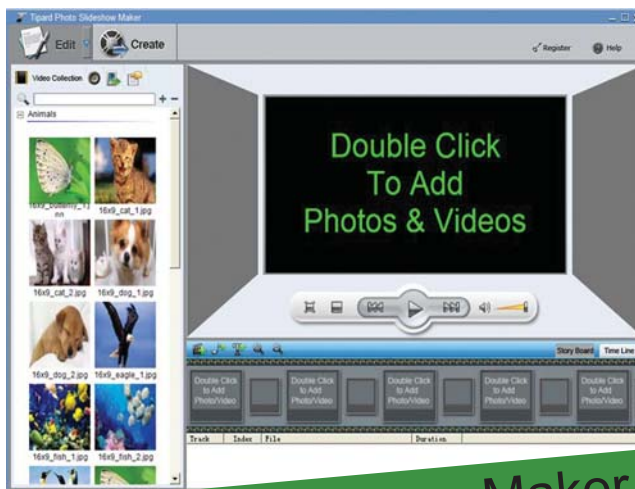 Tipard Photo Slideshow Maker
Edit
Create
Register
Help
Video Collection
Animals
16x9_butterfly_1.j
pg
16x9_cat_1.jpg
16x9_cat_2.jpg
16x9_dog_1.jpg
16x9_dog_2.jpg
16x9_eagle_1.jpg
16x9_fish_1.jpg
16x9_fish_2.jpg
Double Click
To Add
Photos & Videos
Story Board
Time Line
Double Click
to Add
Photo/Video
Double Click
to Add
Photo/Video
Double Click
to Add
Photo/Video
Double Click
to Add
Photo/Video
Double Click
to Add
Photo/Video
Track Index File Duration
Maker